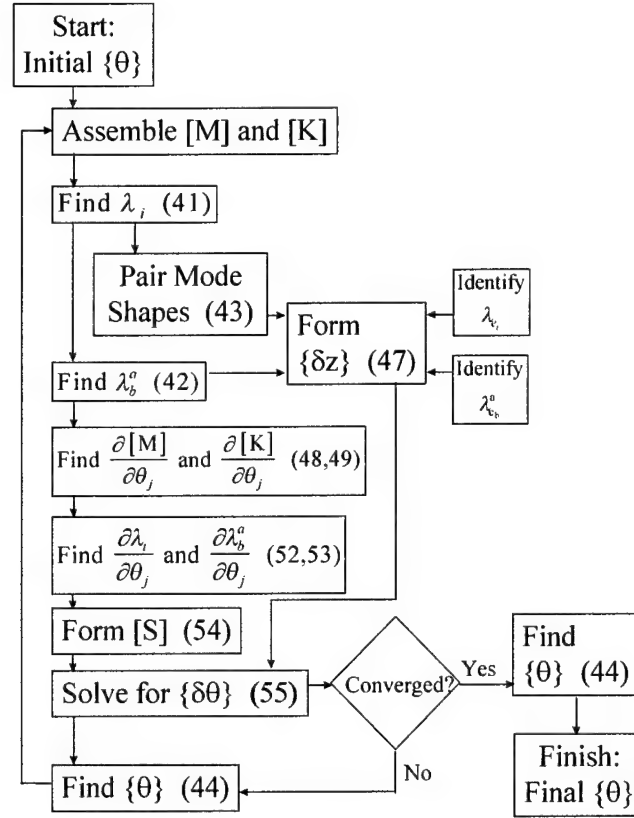 Start:
Initial {θ}
Assemble [M] and [K]
Find λ_i (41)
Pair Mode
Shapes (43)
Form
{δz} (47)
Identify
λ_{e_i}
Identify
λ^a_{e_b}
Find λ^a_b (42)
Find ∂[M]/∂θ_j and ∂[K]/∂θ_j (48,49)
Find ∂λ_i/∂θ_j and ∂λ^a_b/∂θ_j (52,53)
Form [S] (54)
Solve for {δθ} (55)
Converged?
Yes
No
Find
{θ} (44)
Find {θ} (44)
Finish:
Final {θ}